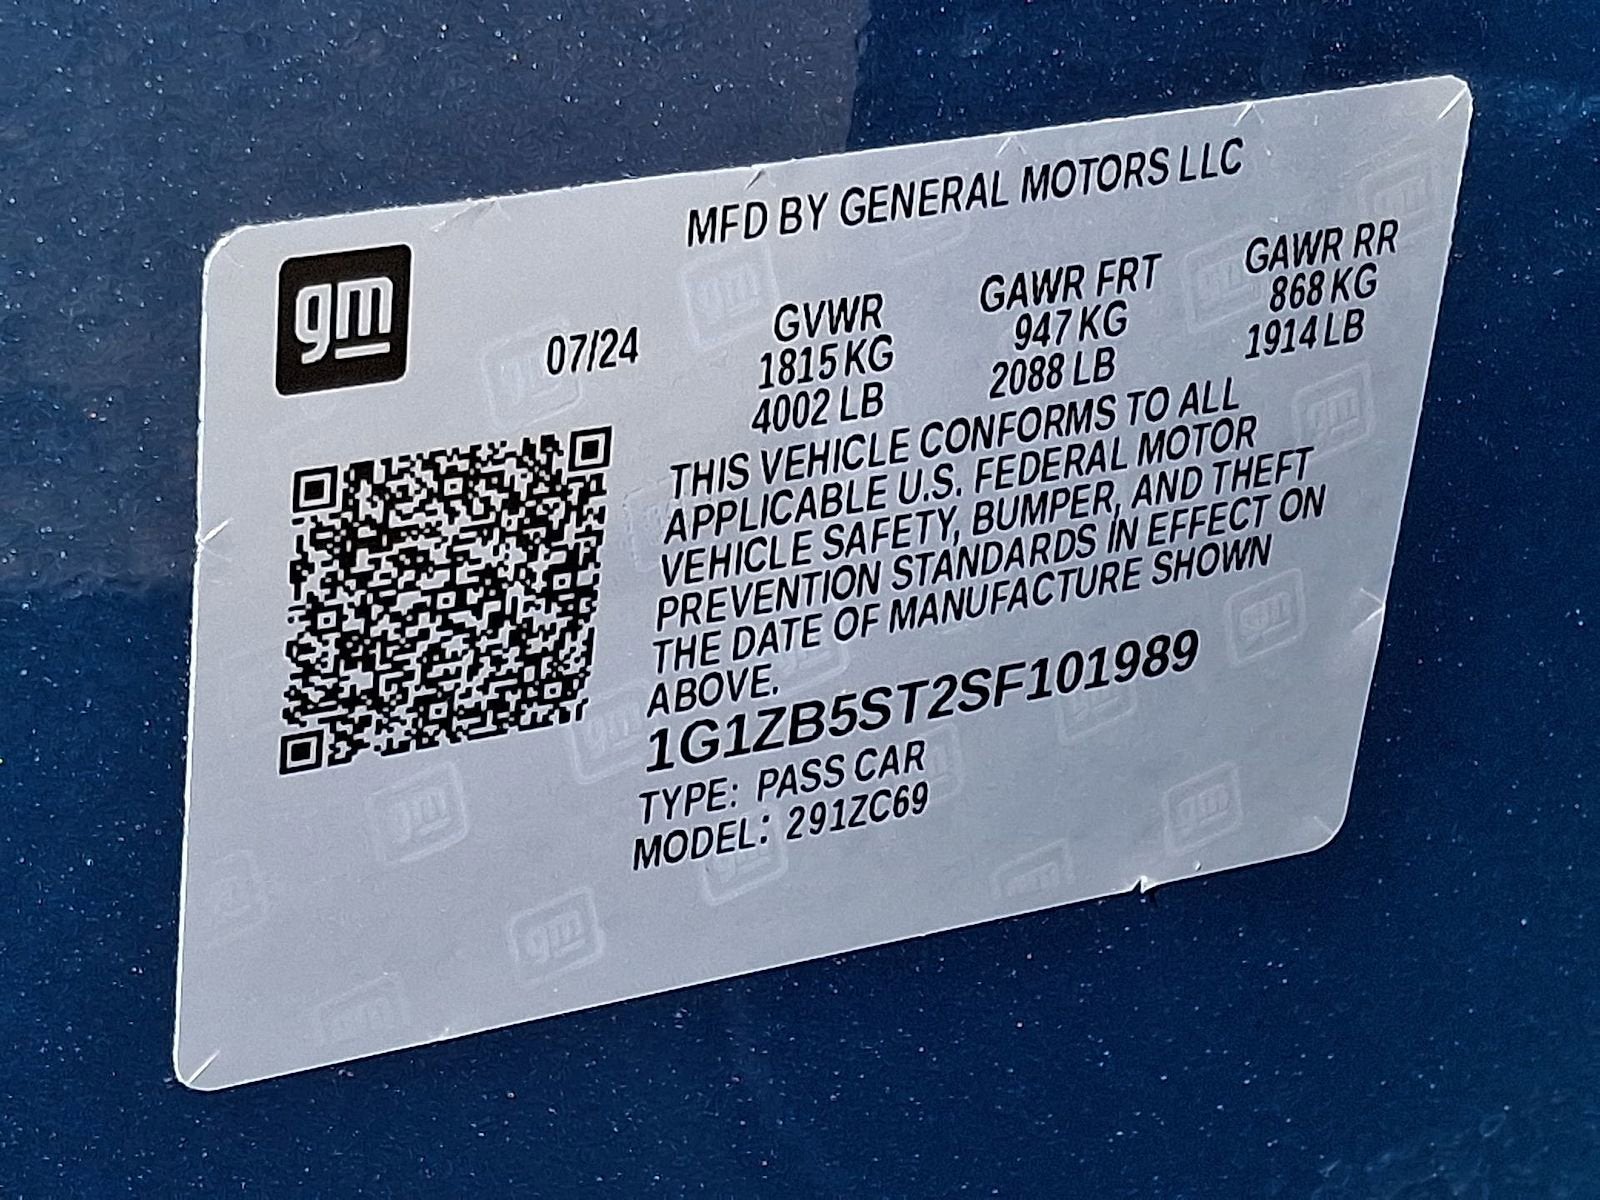 MFD BY GENERAL MOTORS LLC
gm
07/24
GVWR GAWR FRT GAWR RR
1815 KG 947 KG 868 KG
4002 LB 2088 LB 1914 LB
THIS VEHICLE CONFORMS TO ALL
APPLICABLE U.S. FEDERAL MOTOR
VEHICLE SAFETY, BUMPER, AND THEFT
PREVENTION STANDARDS IN EFFECT ON
THE DATE OF MANUFACTURE SHOWN
ABOVE.
1G1ZB5ST2SF101989
TYPE: PASS CAR
MODEL: 291ZC69